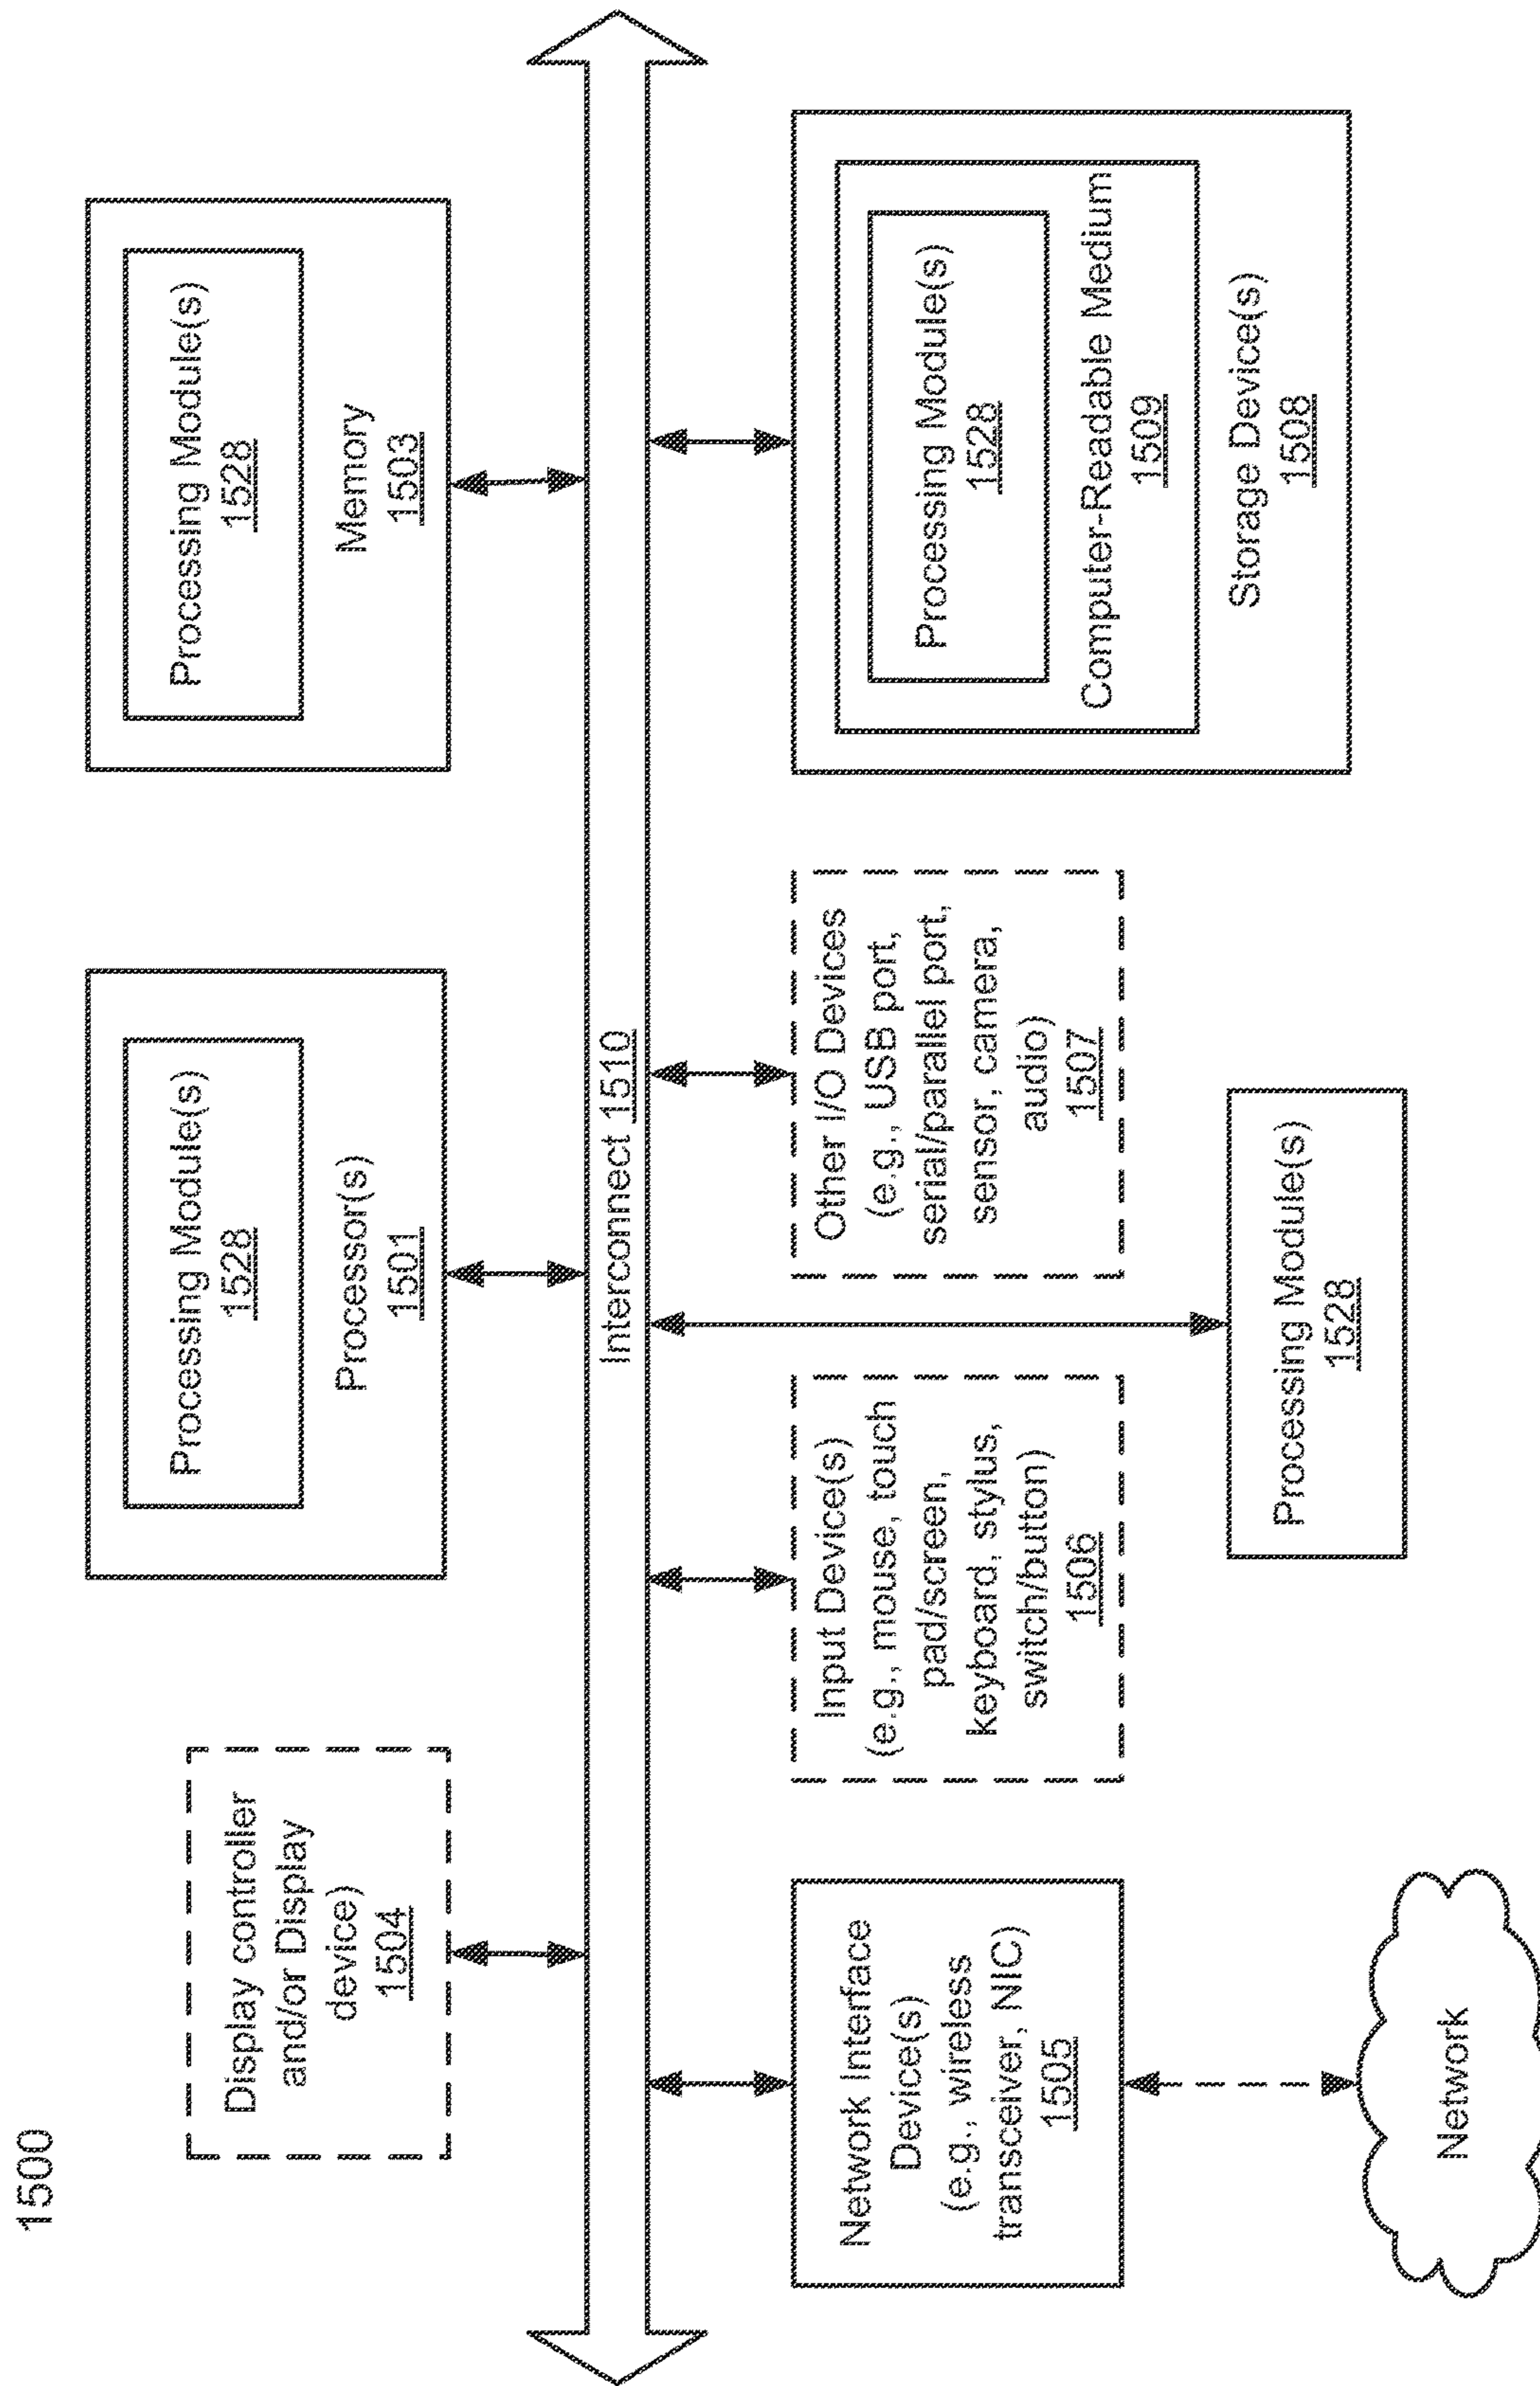 1500
Display controller
and/or Display
device)
1504
Processing Module(s)
1528
Processor(s)
1501
Processing Module(s)
1528
Memory
1503
Interconnect 1510
Network Interface
Device(s)
(e.g., wireless
transceiver, NIC)
1505
Input Device(s)
(e.g., mouse, touch
pad/screen,
keyboard, stylus,
switch/button)
1506
Other I/O Devices
(e.g., USB port,
serial/parallel port,
sensor, camera,
audio)
1507
Processing Module(s)
1528
Computer-Readable Medium
1509
Storage Device(s)
1508
Processing Module(s)
1528
Network